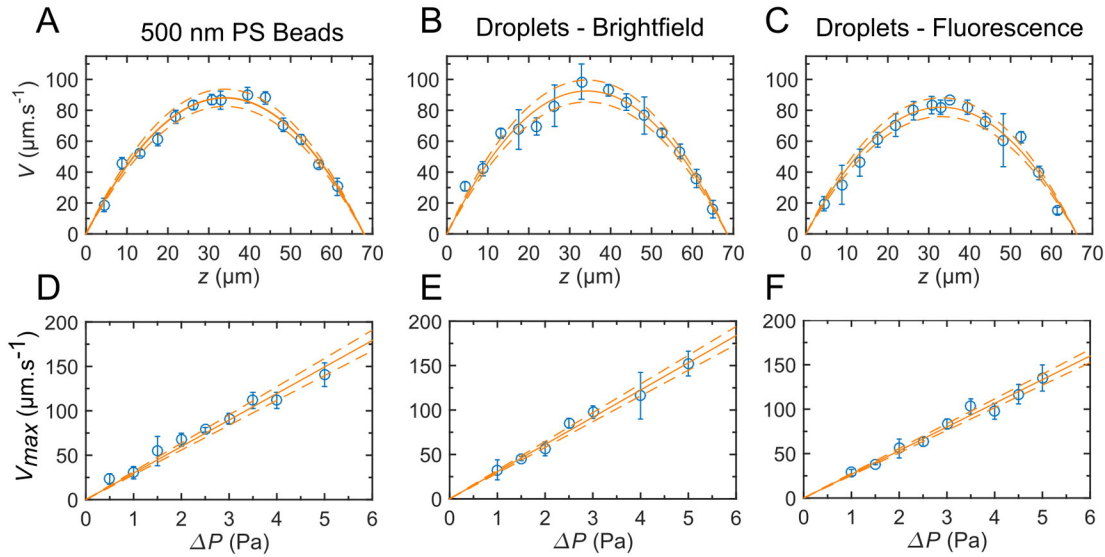 A 500 nm PS Beads
B Droplets - Brightfield
C Droplets - Fluorescence
V (µm.s⁻¹)
100
80
60
40
20
0
0 10 20 30 40 50 60 70
z (µm)
100
80
60
40
20
0
0 10 20 30 40 50 60 70
z (µm)
100
80
60
40
20
0
0 10 20 30 40 50 60 70
z (µm)
D
E
F
Vmax (µm.s⁻¹)
200
150
100
50
0
0 1 2 3 4 5 6
ΔP (Pa)
200
150
100
50
0
0 1 2 3 4 5 6
ΔP (Pa)
200
150
100
50
0
0 1 2 3 4 5 6
ΔP (Pa)